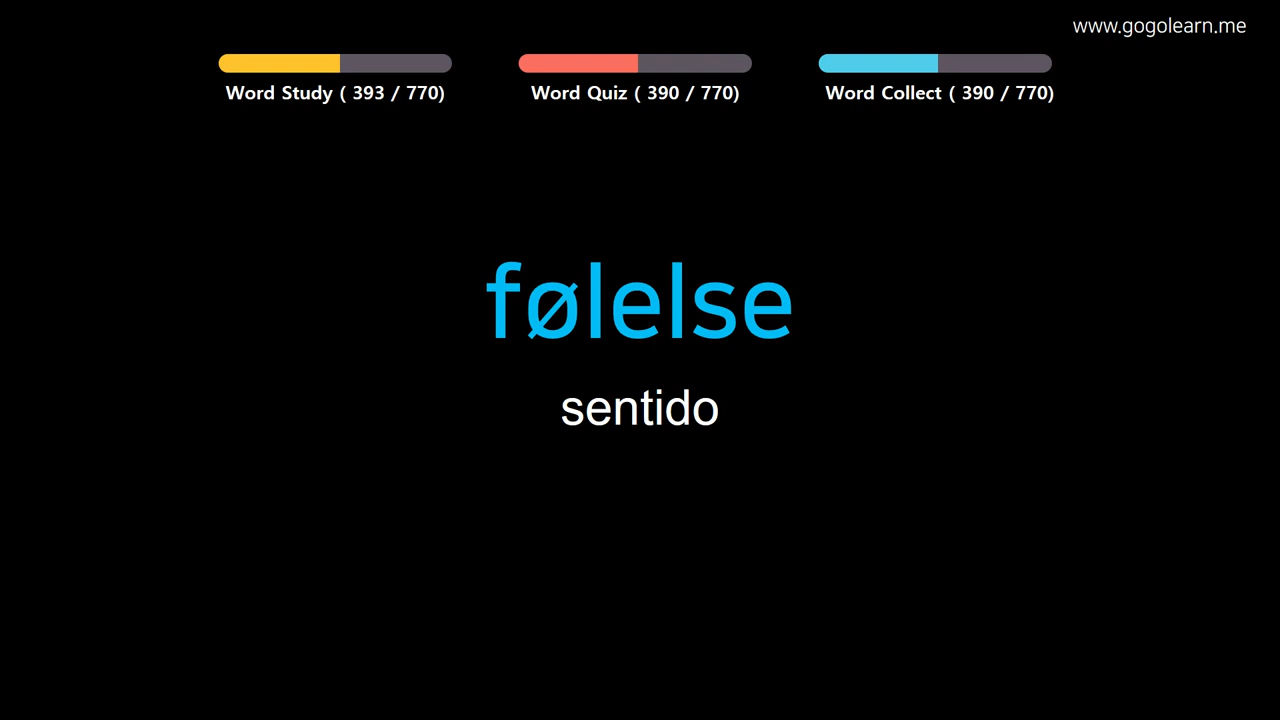 www.gogolearn.me
Word Study ( 393 / 770)
Word Quiz ( 390 / 770)
Word Collect ( 390 / 770)
følelse
sentido